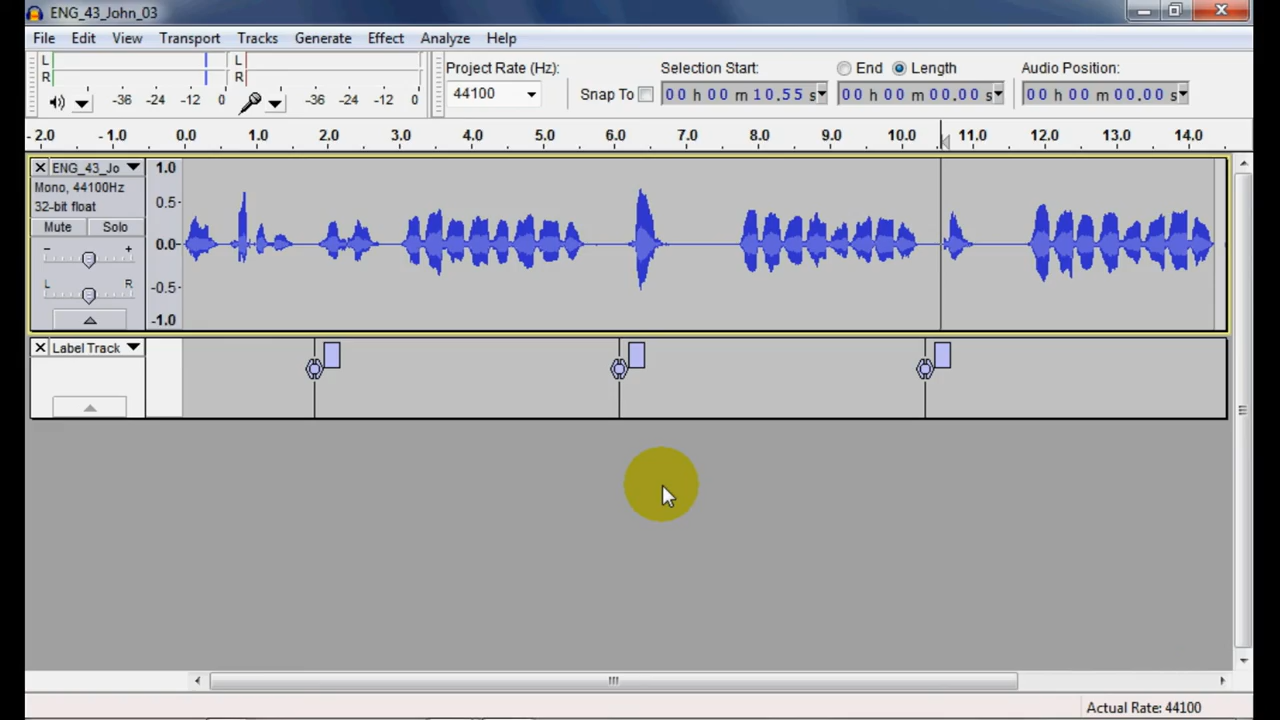 ENG_43_John_03
File Edit View Transport Tracks Generate Effect Analyze Help
L L
R R
-36 -24 -12 0 -36 -24 -12 0
Project Rate (Hz): Selection Start: End Length Audio Position:
44100 Snap To 00 h 00 m 10.55 s 00 h 00 m 00.00 s 00 h 00 m 00.00 s
- 2.0 - 1.0 0.0 1.0 2.0 3.0 4.0 5.0 6.0 7.0 8.0 9.0 10.0 11.0 12.0 13.0 14.0
ENG_43_Jo 1.0
Mono, 44100Hz
32-bit float 0.5
Mute Solo
- + 0.0
L R -0.5
-1.0
Label Track
Actual Rate: 44100